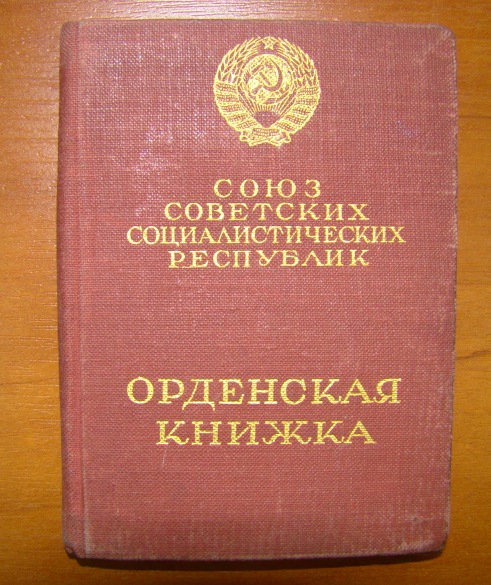 СОЮЗ
СОВЕТСКИХ
СОЦИАЛИСТИЧЕСКИХ
РЕСПУБЛИК
ОРДЕНСКАЯ
КНИЖКА